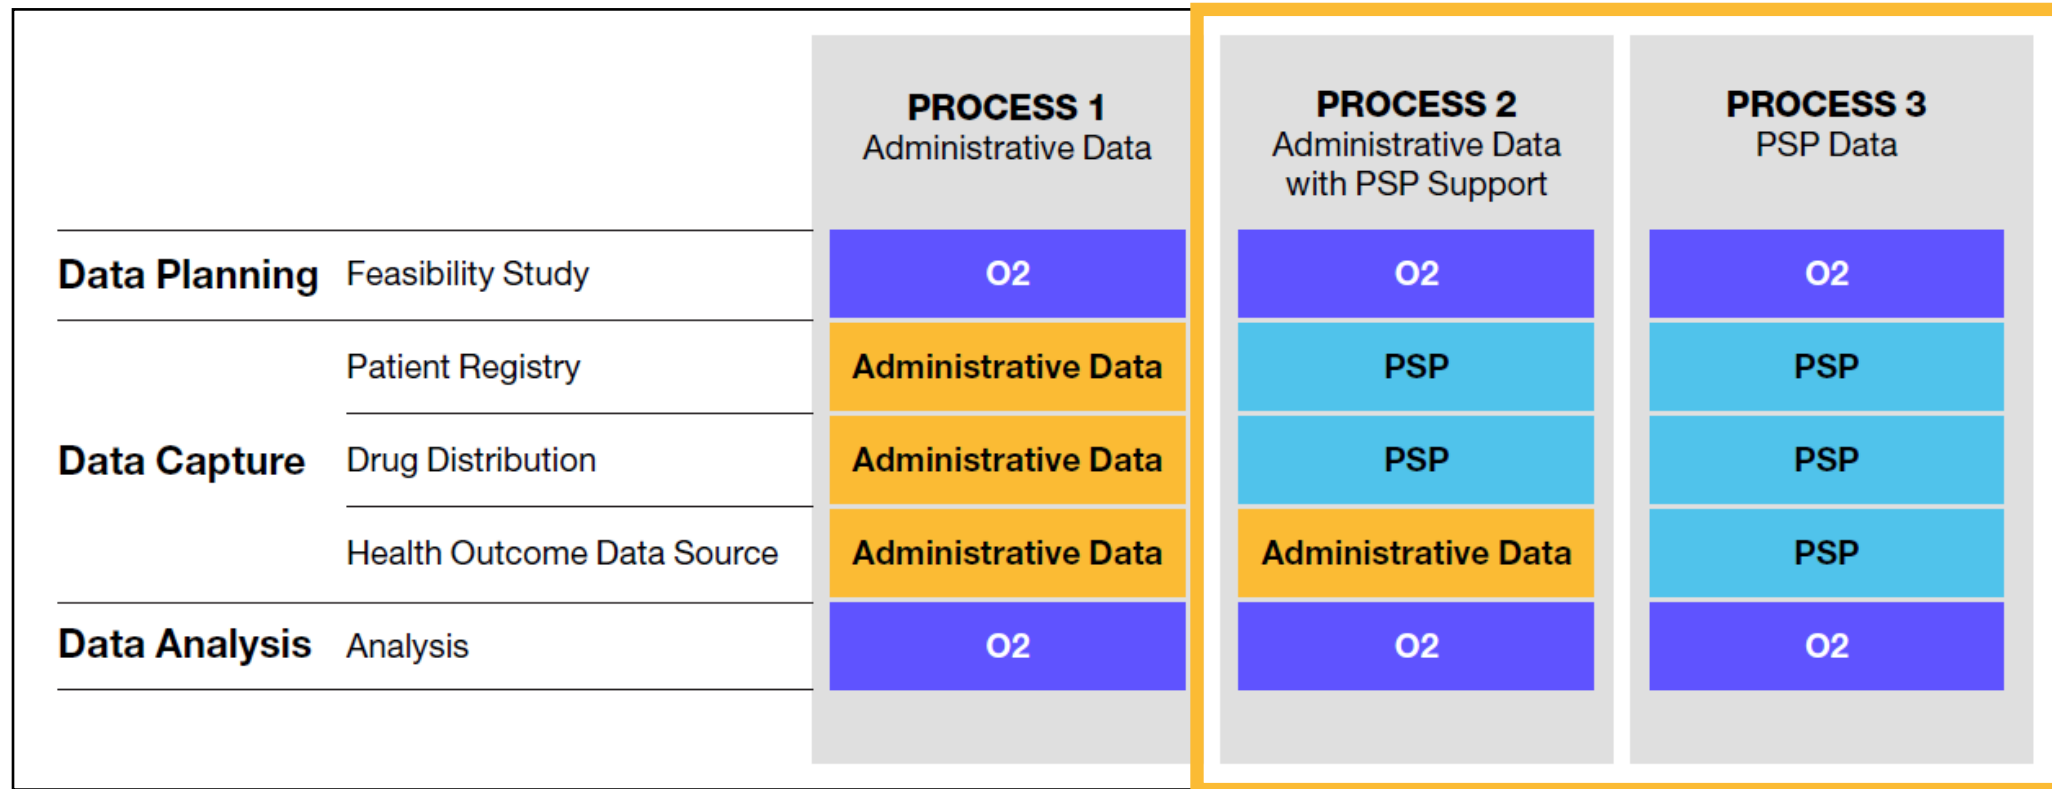 PROCESS 1
Administrative Data
PROCESS 2
Administrative Data
with PSP Support
PROCESS 3
PSP Data
Data Planning Feasibility Study O2 O2 O2
Patient Registry Administrative Data PSP PSP
Data Capture Drug Distribution Administrative Data PSP PSP
Health Outcome Data Source Administrative Data Administrative Data PSP
Data Analysis Analysis O2 O2 O2